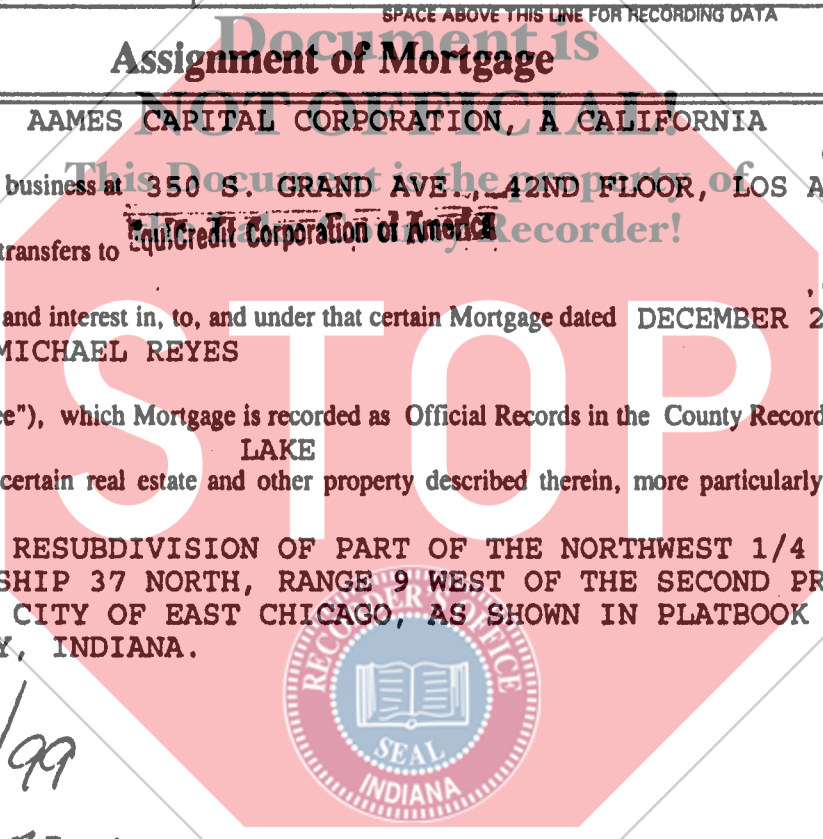 SPACE ABOVE THIS LINE FOR RECORDING DATA
Document is
Assignment of Mortgage
NOT OFFICIAL!
AAMES CAPITAL CORPORATION, A CALIFORNIA
This Document is the property of
business at 350 S. GRAND AVE., 42ND FLOOR, LOS A
the Lake County Recorder!
transfers to EquiCredit Corporation of America
and interest in, to, and under that certain Mortgage dated DECEMBER 2
MICHAEL REYES
ee"), which Mortgage is recorded as Official Records in the County Record
LAKE
certain real estate and other property described therein, more particularly
STOP
RESUBDIVISION OF PART OF THE NORTHWEST 1/4
SHIP 37 NORTH, RANGE 9 WEST OF THE SECOND PR
CITY OF EAST CHICAGO, AS SHOWN IN PLATBOOK
Y, INDIANA.
RECORDER'S OFFICE
SEAL
INDIANA
/99